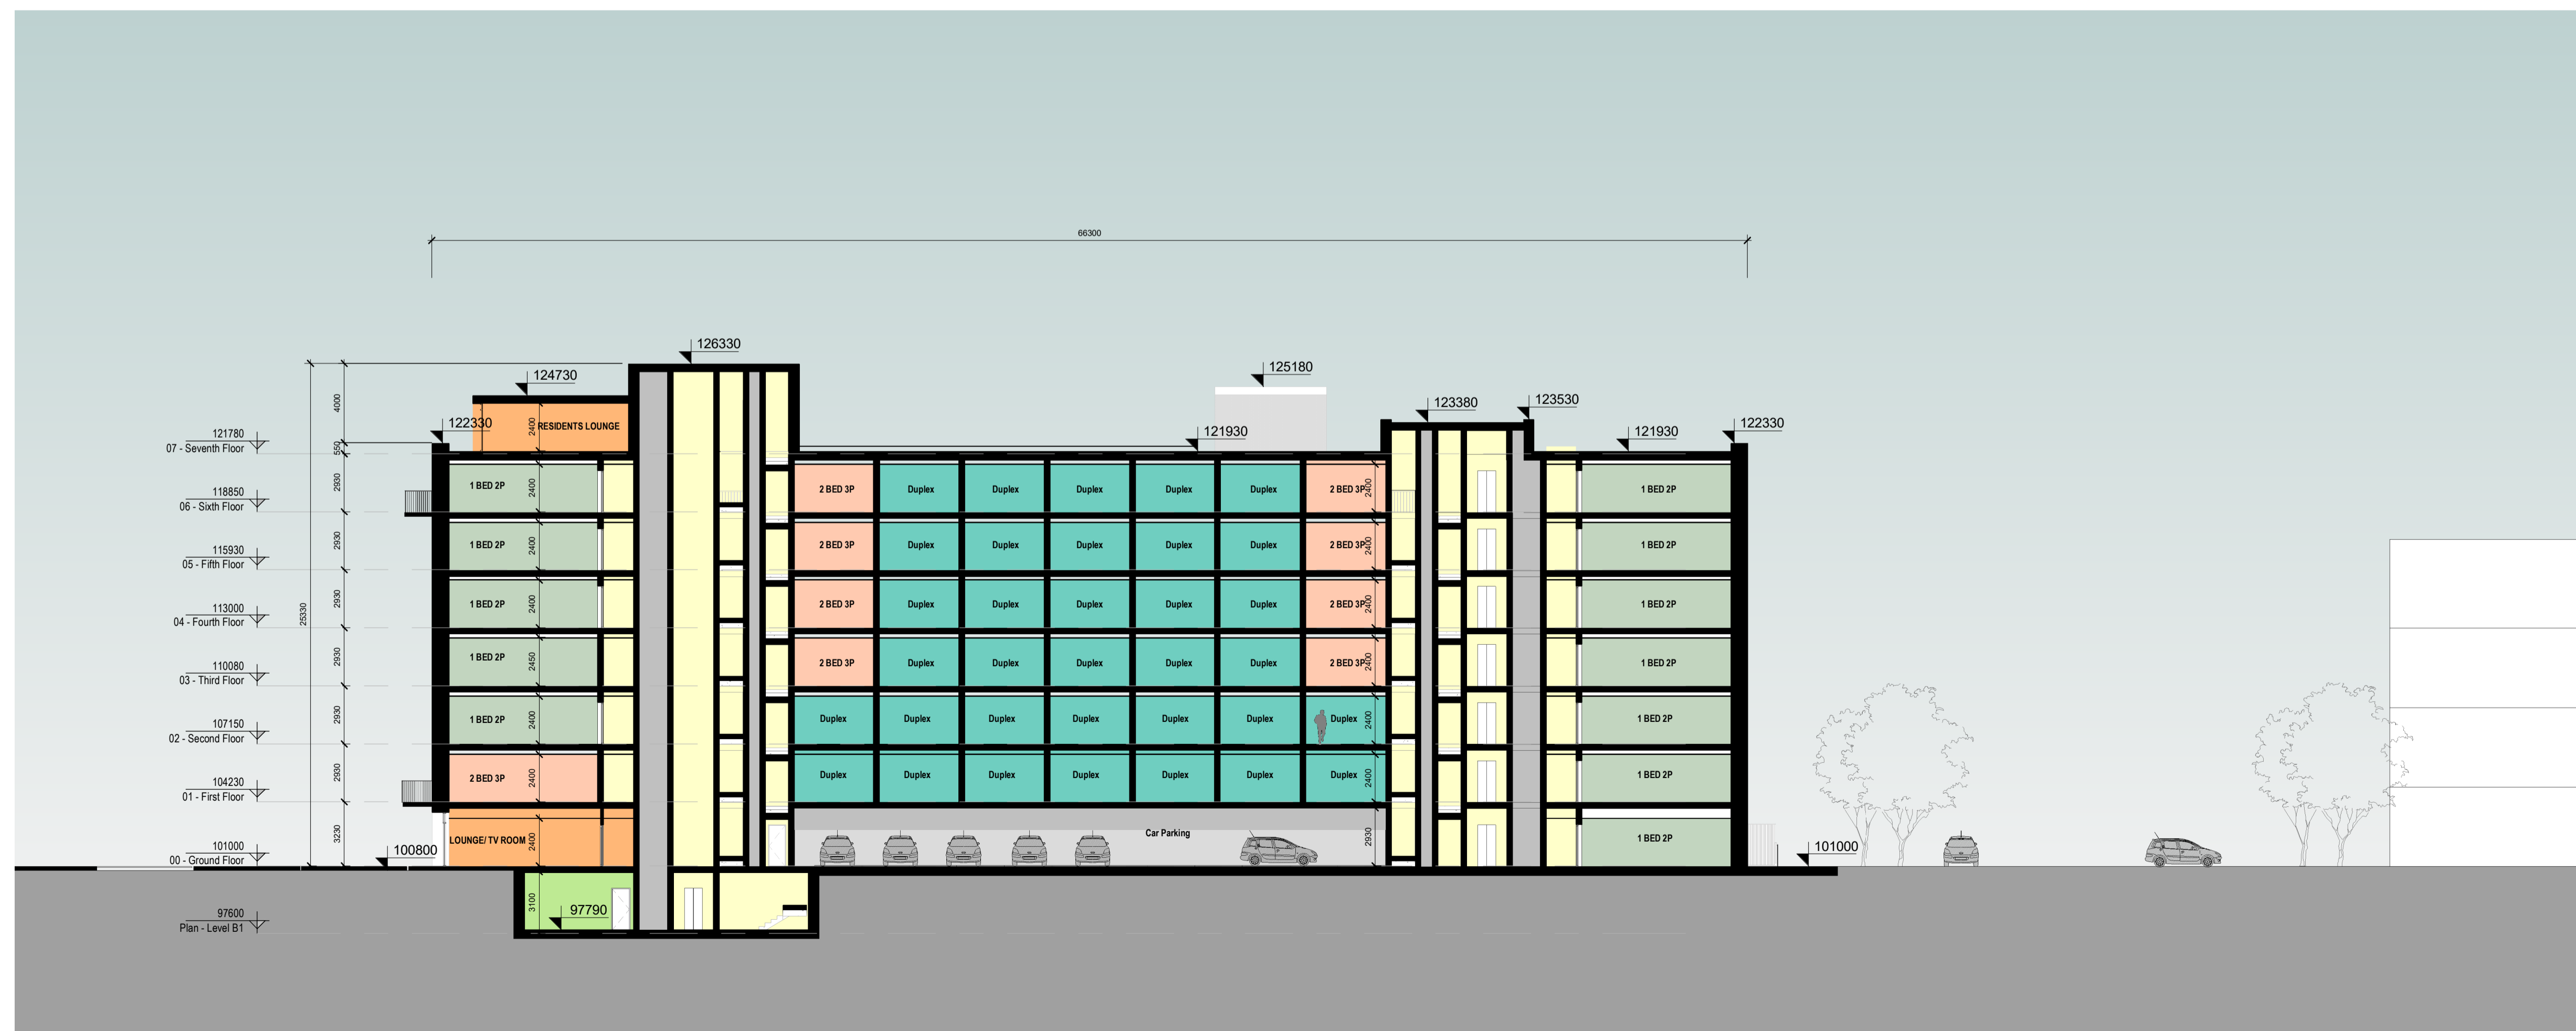 66300
126330
125180
124730
123380
123530
122330
121930
121930
122330
4000
550
2930
2930
2930
2930
2930
2930
3230
25330
121780
07 - Seventh Floor
118850
06 - Sixth Floor
115930
05 - Fifth Floor
113000
04 - Fourth Floor
110080
03 - Third Floor
107150
02 - Second Floor
104230
01 - First Floor
101000
00 - Ground Floor
97600
Plan - Level B1
2400 RESIDENTS LOUNGE
1 BED 2P 2400 2 BED 3P Duplex Duplex Duplex Duplex Duplex 2 BED 3P 2400 1 BED 2P
1 BED 2P 2400 2 BED 3P Duplex Duplex Duplex Duplex Duplex 2 BED 3P 2400 1 BED 2P
1 BED 2P 2400 2 BED 3P Duplex Duplex Duplex Duplex Duplex 2 BED 3P 2400 1 BED 2P
1 BED 2P 2450 2 BED 3P Duplex Duplex Duplex Duplex Duplex 2 BED 3P 2400 1 BED 2P
1 BED 2P 2400 Duplex Duplex Duplex Duplex Duplex Duplex Duplex 2400 1 BED 2P
2 BED 3P 2400 Duplex Duplex Duplex Duplex Duplex Duplex Duplex 2400 1 BED 2P
LOUNGE/ TV ROOM 2400 Car Parking 2930 1 BED 2P
100800
101000
3100
97790